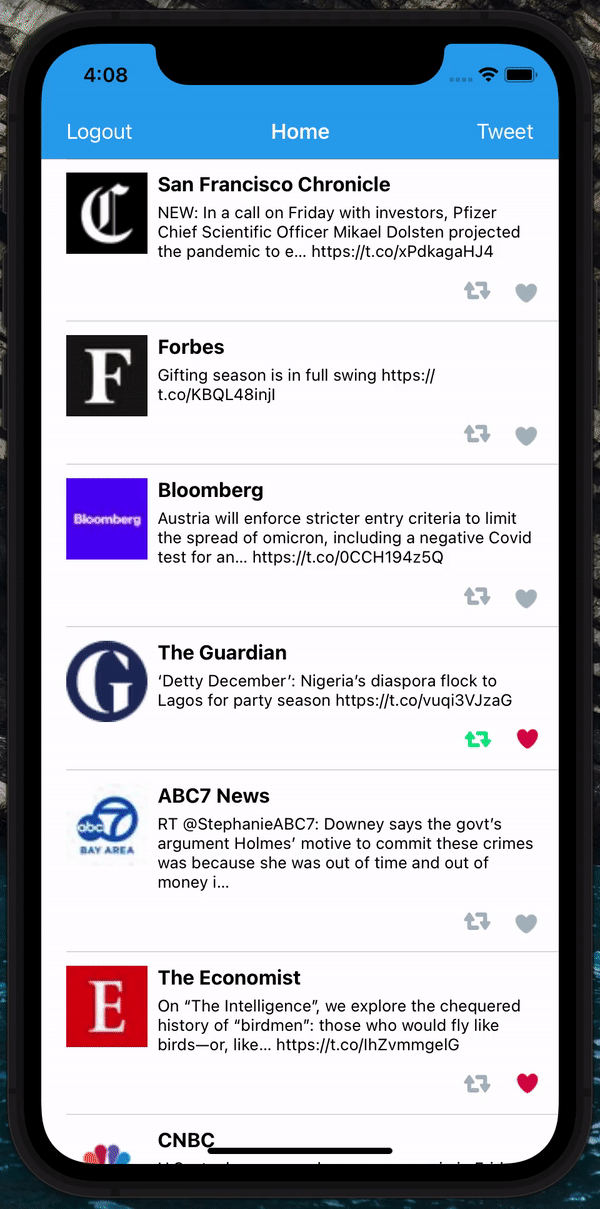 4:08
Logout
Home
Tweet
San Francisco Chronicle
NEW: In a call on Friday with investors, Pfizer
Chief Scientific Officer Mikael Dolsten projected
the pandemic to e... https://t.co/xPdkagaHJ4
Forbes
Gifting season is in full swing https://
t.co/KBQL48injI
Bloomberg
Bloomberg
Austria will enforce stricter entry criteria to limit
the spread of omicron, including a negative Covid
test for an... https://t.co/0CCH194z5Q
The Guardian
‘Detty December’: Nigeria’s diaspora flock to
Lagos for party season https://t.co/vuqi3VJzaG
abc 7
BAY AREA
ABC7 News
RT @StephanieABC7: Downey says the govt’s
argument Holmes’ motive to commit these crimes
was because she was out of time and out of
money i...
The Economist
On “The Intelligence”, we explore the chequered
history of “birdmen”: those who would fly like
birds—or, like... https://t.co/IhZvmmgelG
CNBC